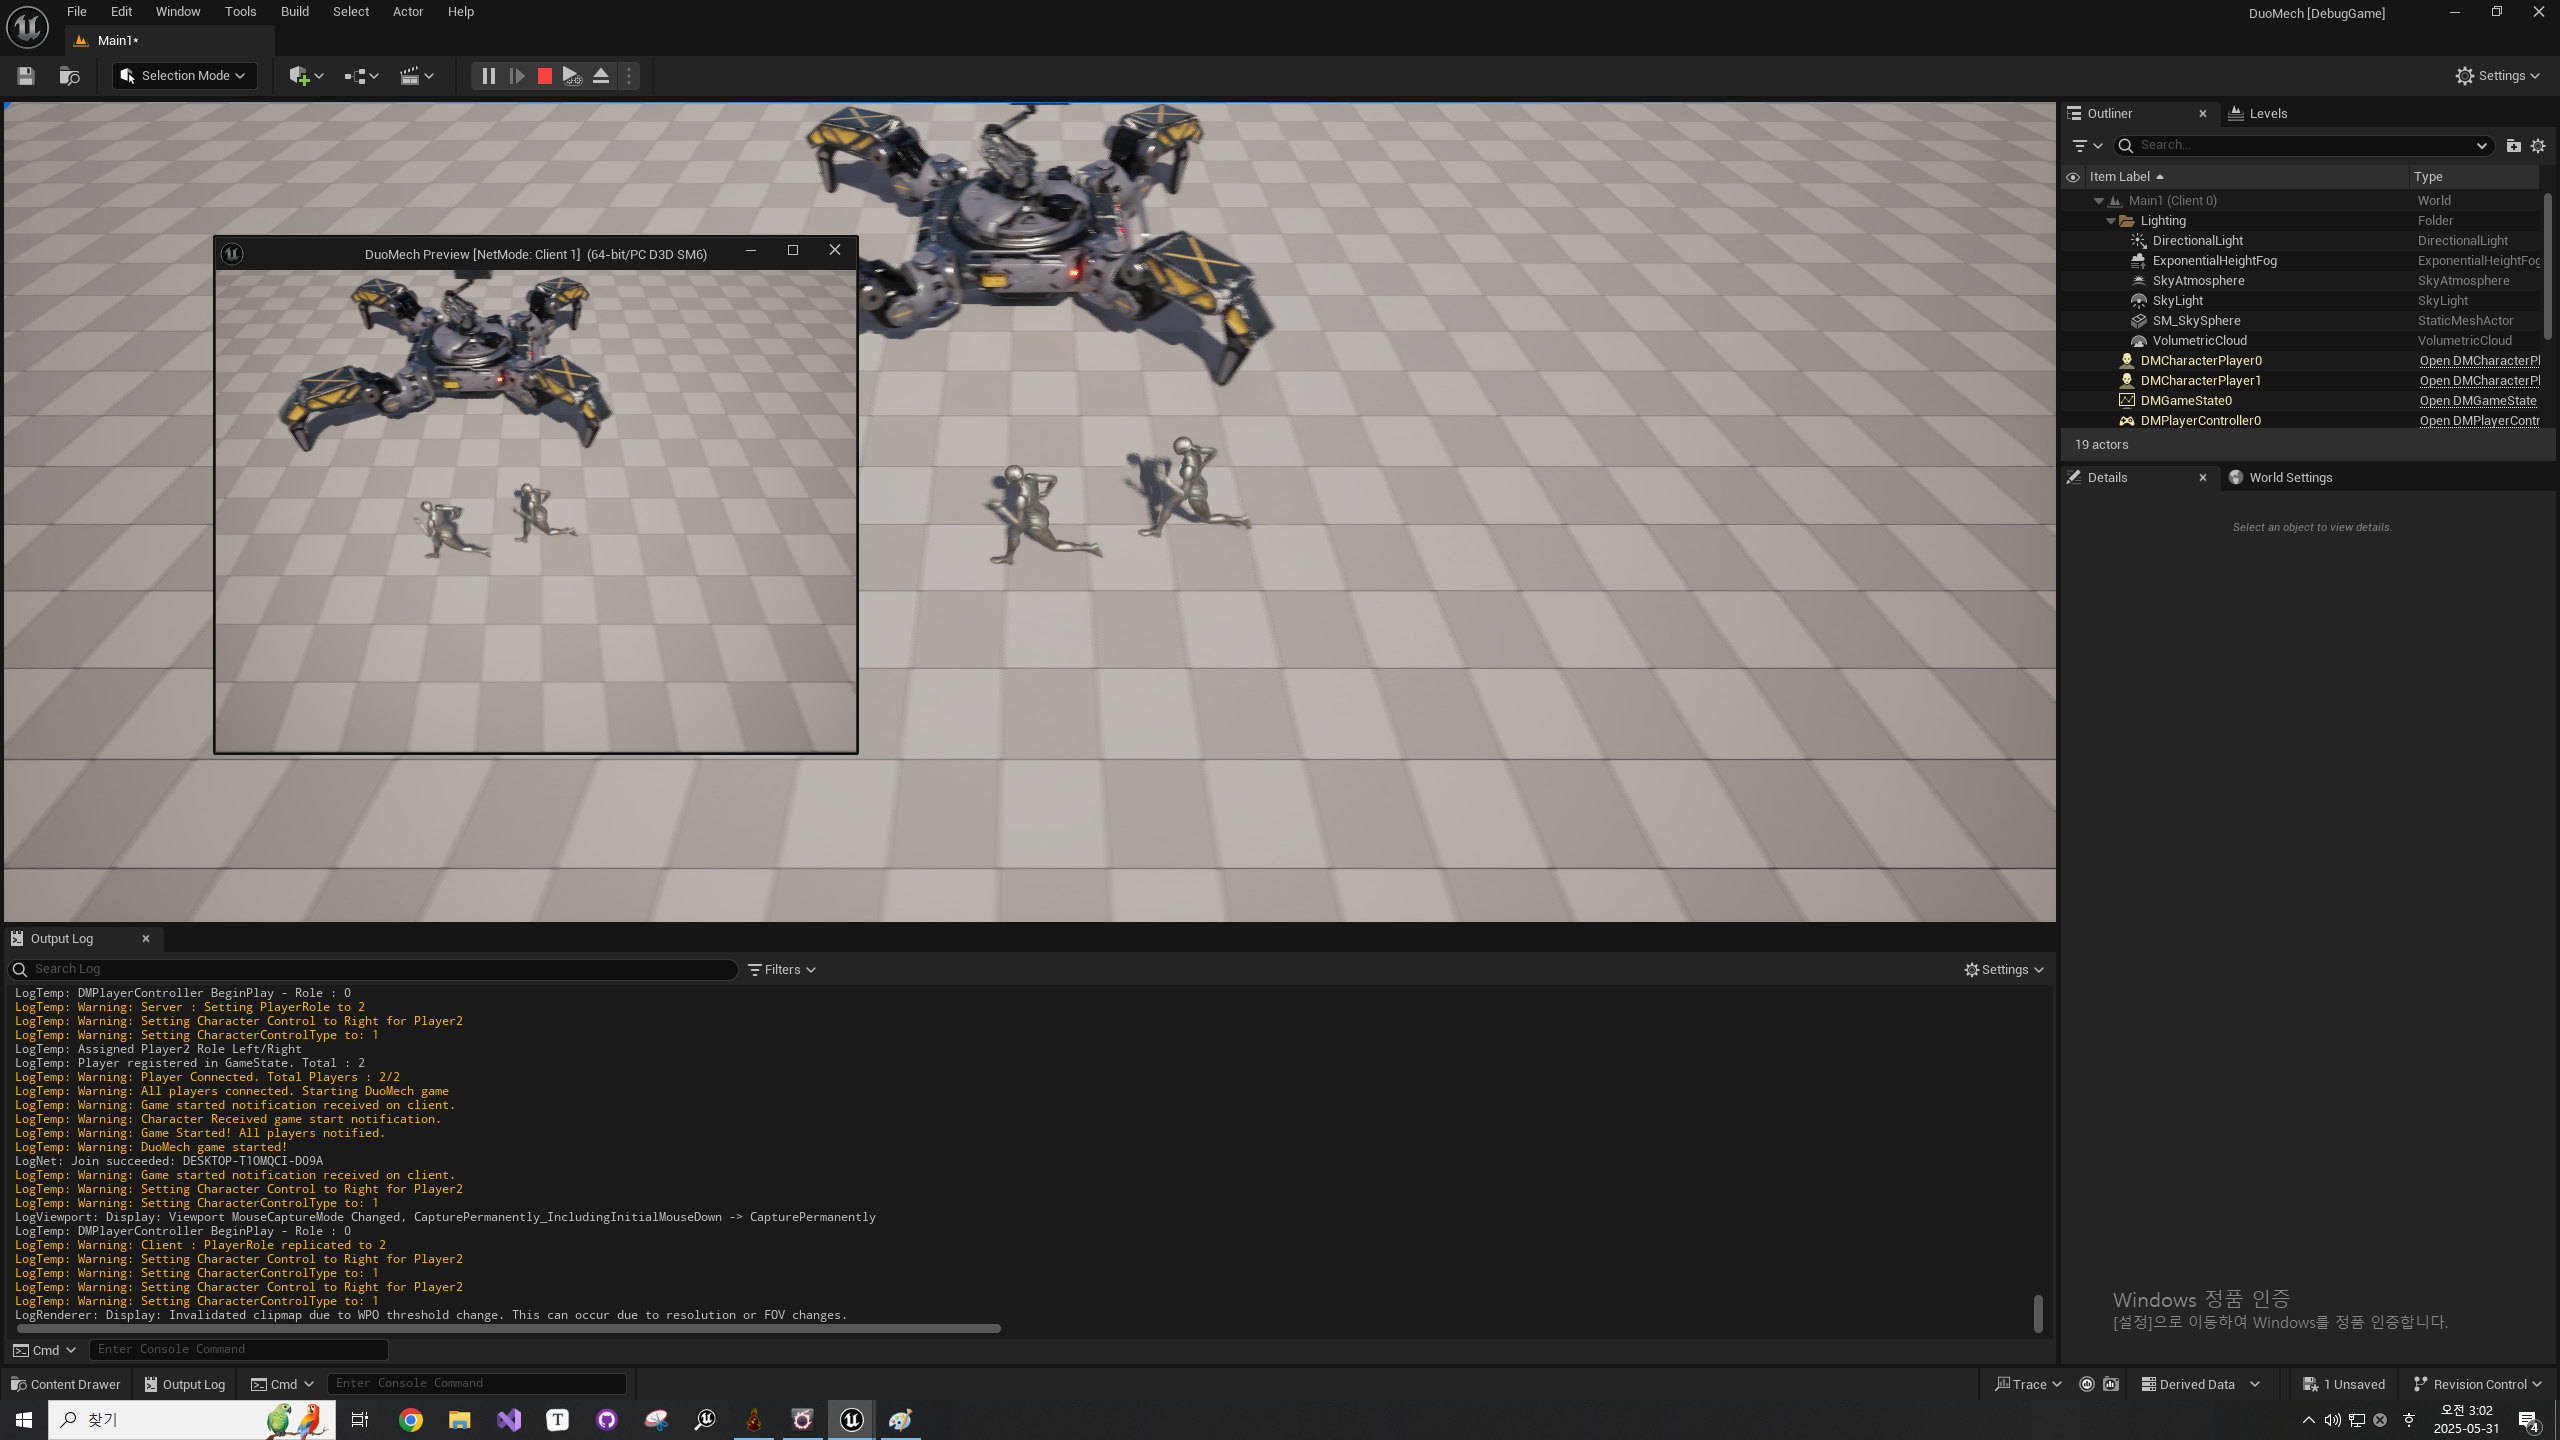 File Edit Window Tools Build Select Actor Help
DuoMech [DebugGame]
Main1*
Selection Mode
Settings
DuoMech Preview [NetMode: Client 1] (64-bit/PC D3D SM6)
Outliner
Levels
Search...
Item Label
Type
Main1 (Client 0) World
Lighting Folder
DirectionalLight DirectionalLight
ExponentialHeightFog ExponentialHeightFog
SkyAtmosphere SkyAtmosphere
SkyLight SkyLight
SM_SkySphere StaticMeshActor
VolumetricCloud VolumetricCloud
DMCharacterPlayer0 Open DMCharacterPl
DMCharacterPlayer1 Open DMCharacterPl
DMGameState0 Open DMGameState
DMPlayerController0 Open DMPlayerContr
19 actors
Details
World Settings
Select an object to view details.
Output Log
Search Log
Filters
Settings
LogTemp: DMPlayerController BeginPlay - Role : 0
LogTemp: Warning: Server : Setting PlayerRole to 2
LogTemp: Warning: Setting Character Control to Right for Player2
LogTemp: Warning: Setting CharacterControlType to: 1
LogTemp: Assigned Player2 Role Left/Right
LogTemp: Player registered in GameState. Total : 2
LogTemp: Warning: Player Connected. Total Players : 2/2
LogTemp: Warning: All players connected. Starting DuoMech game
LogTemp: Warning: Game started notification received on client.
LogTemp: Warning: Character Received game start notification.
LogTemp: Warning: Game Started! All players notified.
LogTemp: Warning: DuoMech game started!
LogNet: Join succeeded: DESKTOP-T1OMQCI-D09A
LogTemp: Warning: Game started notification received on client.
LogTemp: Warning: Setting Character Control to Right for Player2
LogTemp: Warning: Setting CharacterControlType to: 1
LogViewport: Display: Viewport MouseCaptureMode Changed, CapturePermanently_IncludingInitialMouseDown -> CapturePermanently
LogTemp: DMPlayerController BeginPlay - Role : 0
LogTemp: Warning: Client : PlayerRole replicated to 2
LogTemp: Warning: Setting Character Control to Right for Player2
LogTemp: Warning: Setting CharacterControlType to: 1
LogTemp: Warning: Setting Character Control to Right for Player2
LogTemp: Warning: Setting CharacterControlType to: 1
LogRenderer: Display: Invalidated clipmap due to WPO threshold change. This can occur due to resolution or FOV changes.
Cmd
Enter Console Command
Windows 정품 인증
[설정]으로 이동하여 Windows를 정품 인증합니다.
Content Drawer
Output Log
Cmd
Enter Console Command
Trace
Derived Data
1 Unsaved
Revision Control
찾기
T
오전 3:02
2025-05-31
4